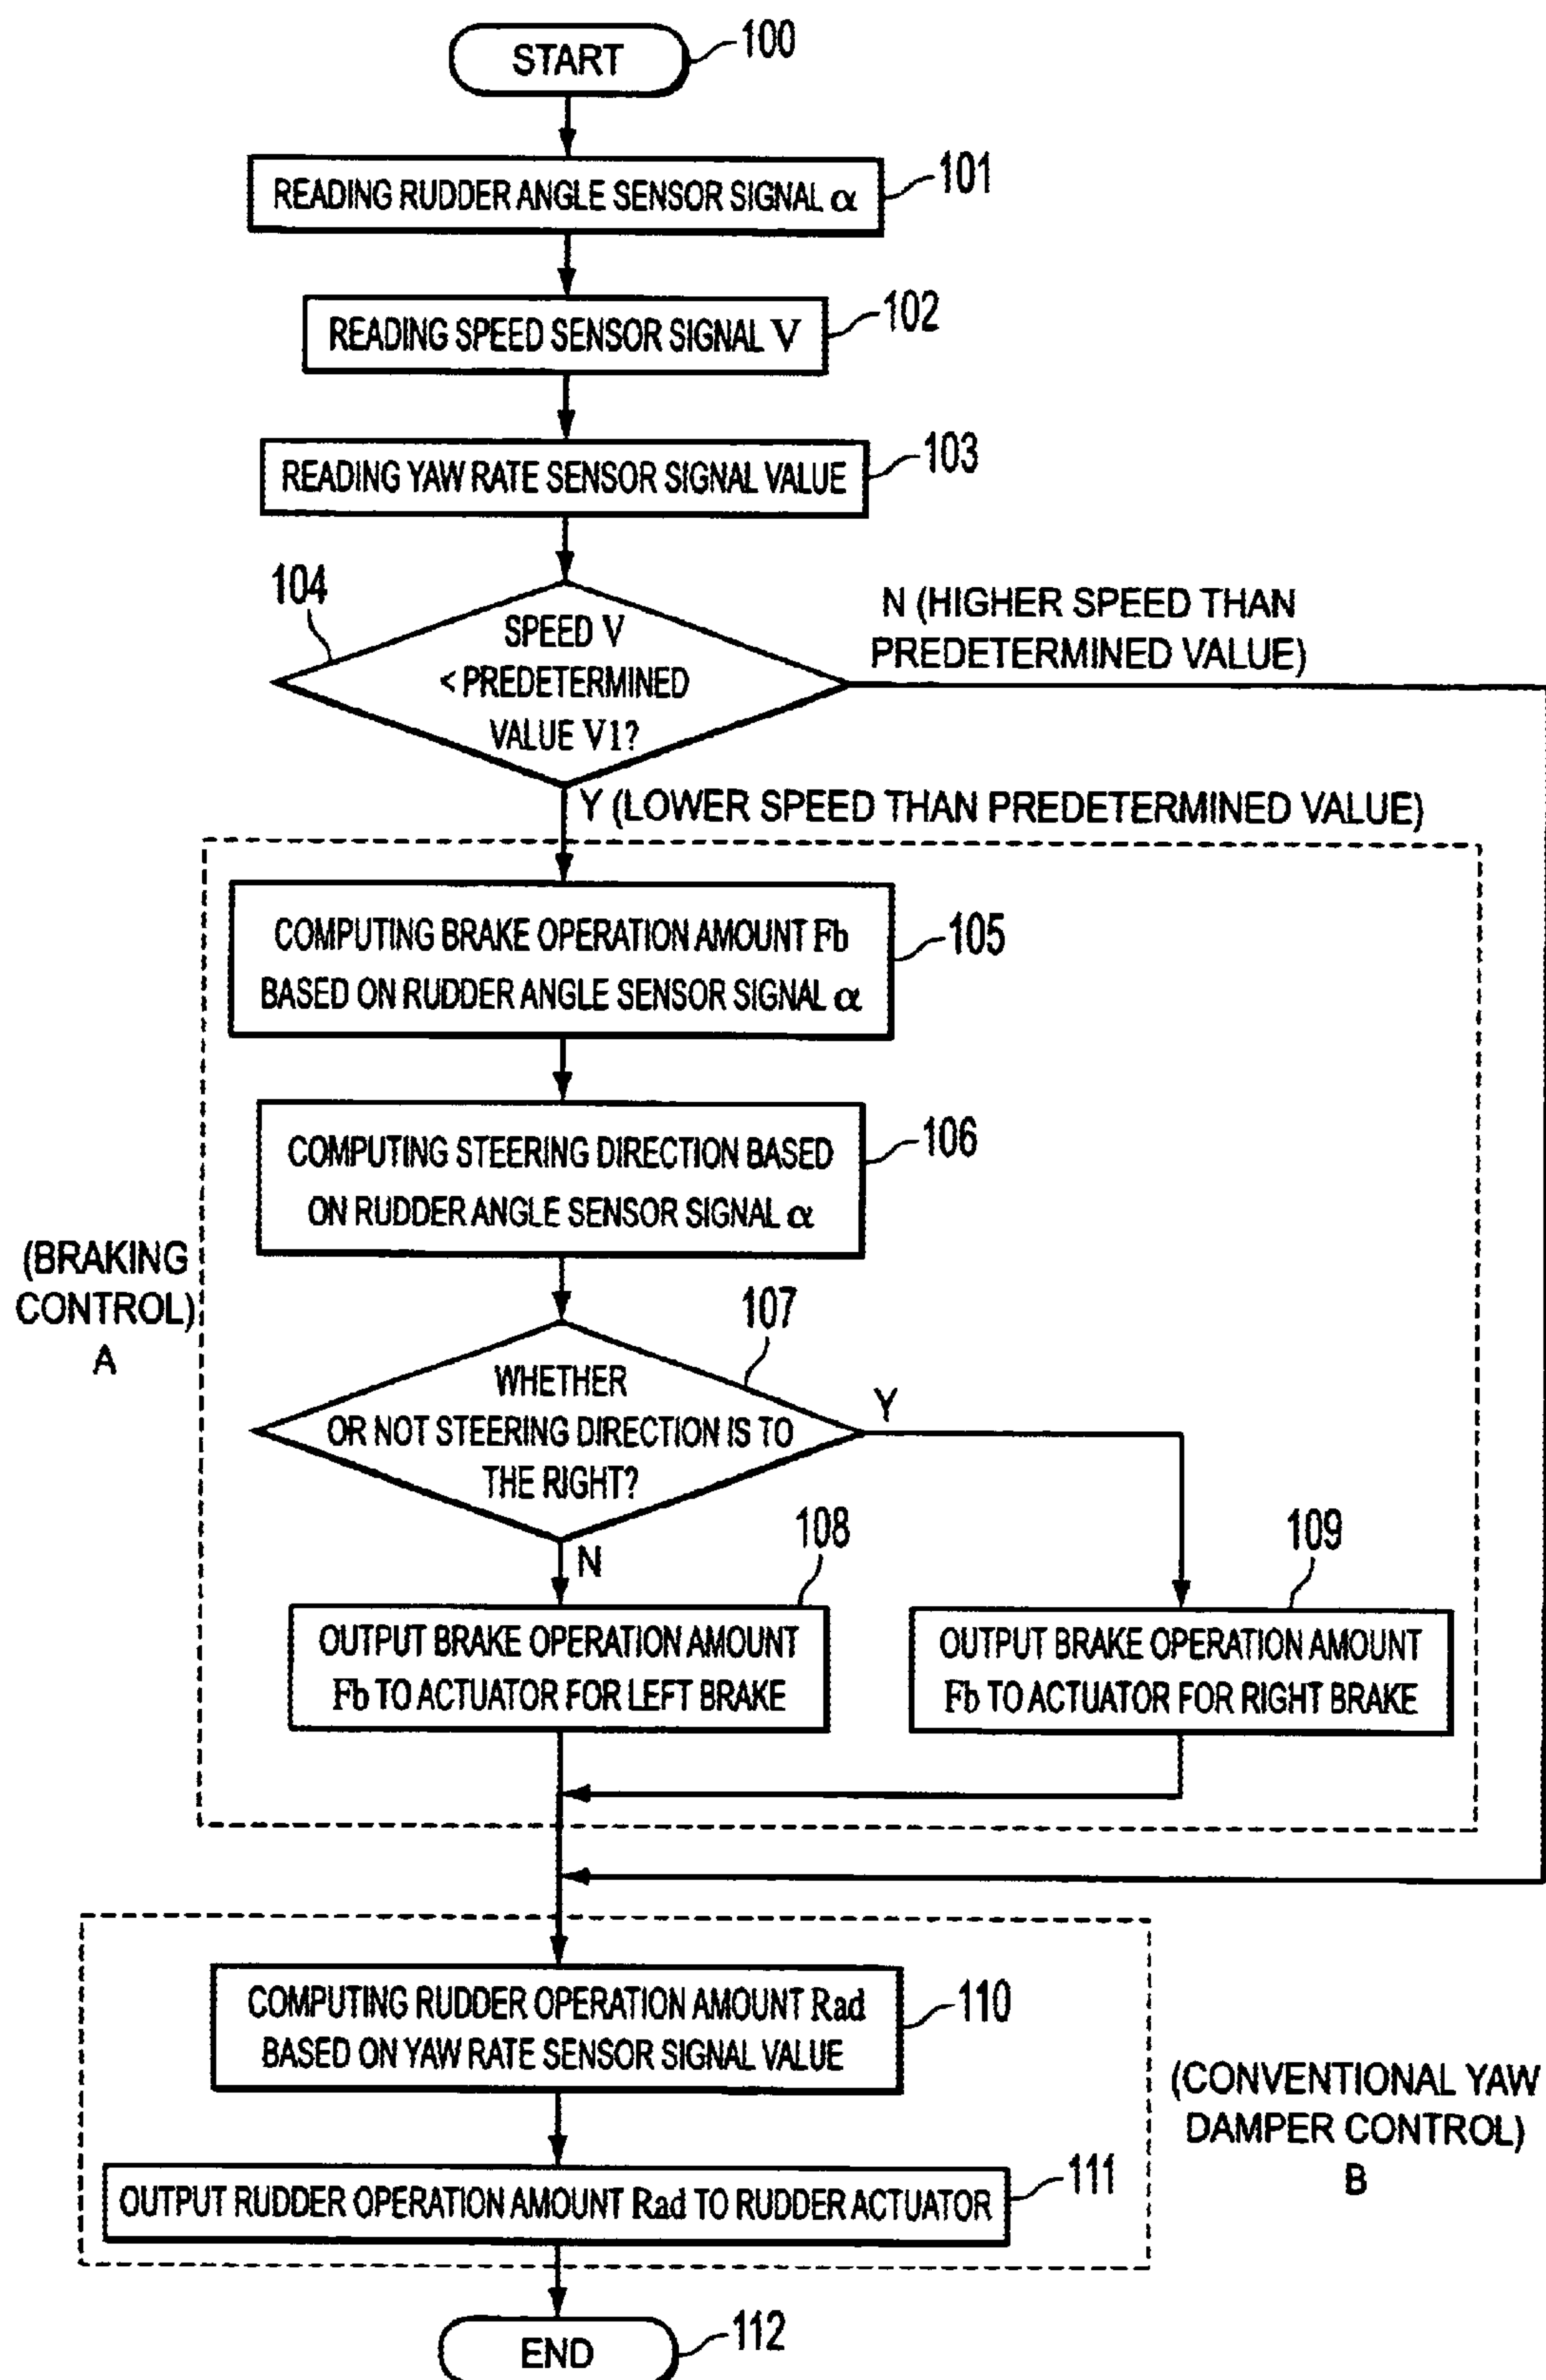 START
100
READING RUDDER ANGLE SENSOR SIGNAL α
101
READING SPEED SENSOR SIGNAL V
102
READING YAW RATE SENSOR SIGNAL VALUE
103
104
SPEED V
< PREDETERMINED
VALUE V1?
N (HIGHER SPEED THAN
PREDETERMINED VALUE)
Y (LOWER SPEED THAN PREDETERMINED VALUE)
COMPUTING BRAKE OPERATION AMOUNT Fb
BASED ON RUDDER ANGLE SENSOR SIGNAL α
105
COMPUTING STEERING DIRECTION BASED
ON RUDDER ANGLE SENSOR SIGNAL α
106
(BRAKING
CONTROL)
A
107
WHETHER
OR NOT STEERING DIRECTION IS TO
THE RIGHT?
Y
N
108
OUTPUT BRAKE OPERATION AMOUNT
Fb TO ACTUATOR FOR LEFT BRAKE
109
OUTPUT BRAKE OPERATION AMOUNT
Fb TO ACTUATOR FOR RIGHT BRAKE
COMPUTING RUDDER OPERATION AMOUNT Rad
BASED ON YAW RATE SENSOR SIGNAL VALUE
110
(CONVENTIONAL YAW
DAMPER CONTROL)
B
OUTPUT RUDDER OPERATION AMOUNT Rad TO RUDDER ACTUATOR
111
END
112